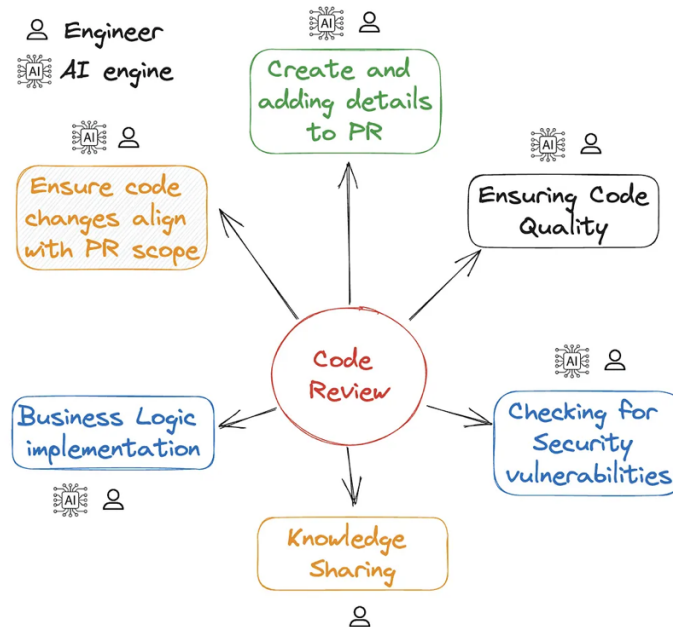 Engineer
AI
AI engine
AI
Create and
adding details
to PR
AI
Ensure code
changes align
with PR scope
AI
Ensuring Code
Quality
Code
Review
AI
Checking for
Security
vulnerabilities
Business Logic
implementation
AI
Knowledge
Sharing